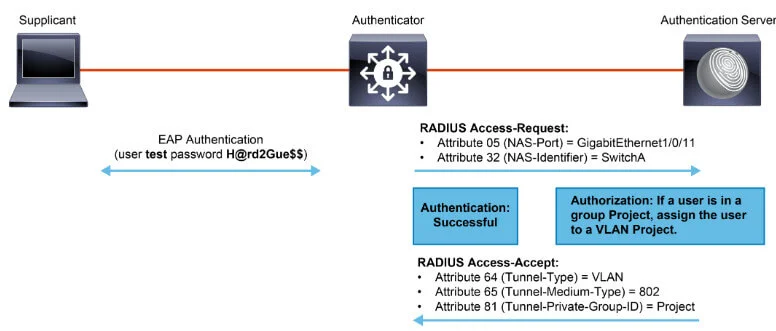 Supplicant
Authenticator
Authentication Server
EAP Authentication
(user test password H@rd2Gue$$)
RADIUS Access-Request:
• Attribute 05 (NAS-Port) = GigabitEthernet1/0/11
• Attribute 32 (NAS-Identifier) = SwitchA
Authentication:
Successful
Authorization: If a user is in a
group Project, assign the user
to a VLAN Project.
RADIUS Access-Accept:
• Attribute 64 (Tunnel-Type) = VLAN
• Attribute 65 (Tunnel-Medium-Type) = 802
• Attribute 81 (Tunnel-Private-Group-ID) = Project